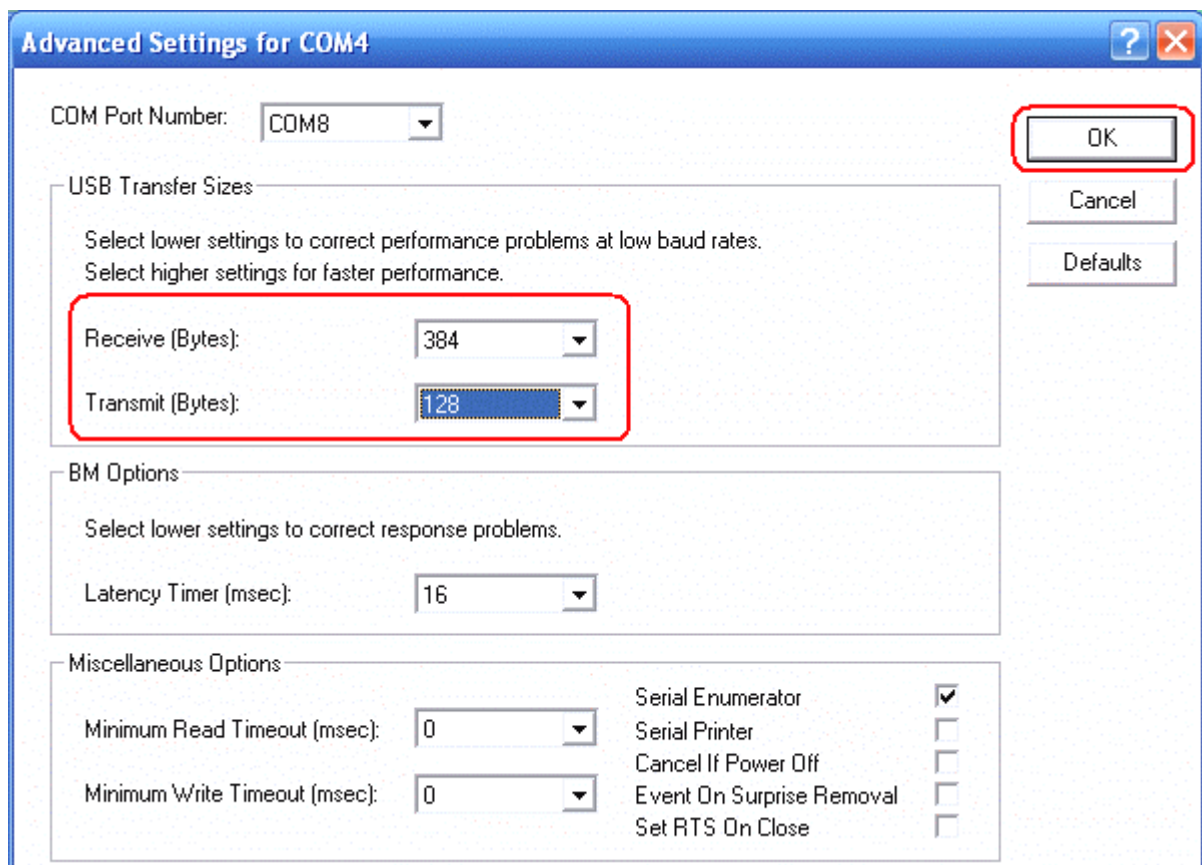 Advanced Settings for COM4
COM Port Number: COM8
OK
USB Transfer Sizes
Cancel
Select lower settings to correct performance problems at low baud rates.
Select higher settings for faster performance.
Defaults
Receive (Bytes): 384
Transmit (Bytes): 128
BM Options
Select lower settings to correct response problems.
Latency Timer (msec): 16
Miscellaneous Options
Minimum Read Timeout (msec): 0
Minimum Write Timeout (msec): 0
Serial Enumerator
Serial Printer
Cancel If Power Off
Event On Surprise Removal
Set RTS On Close